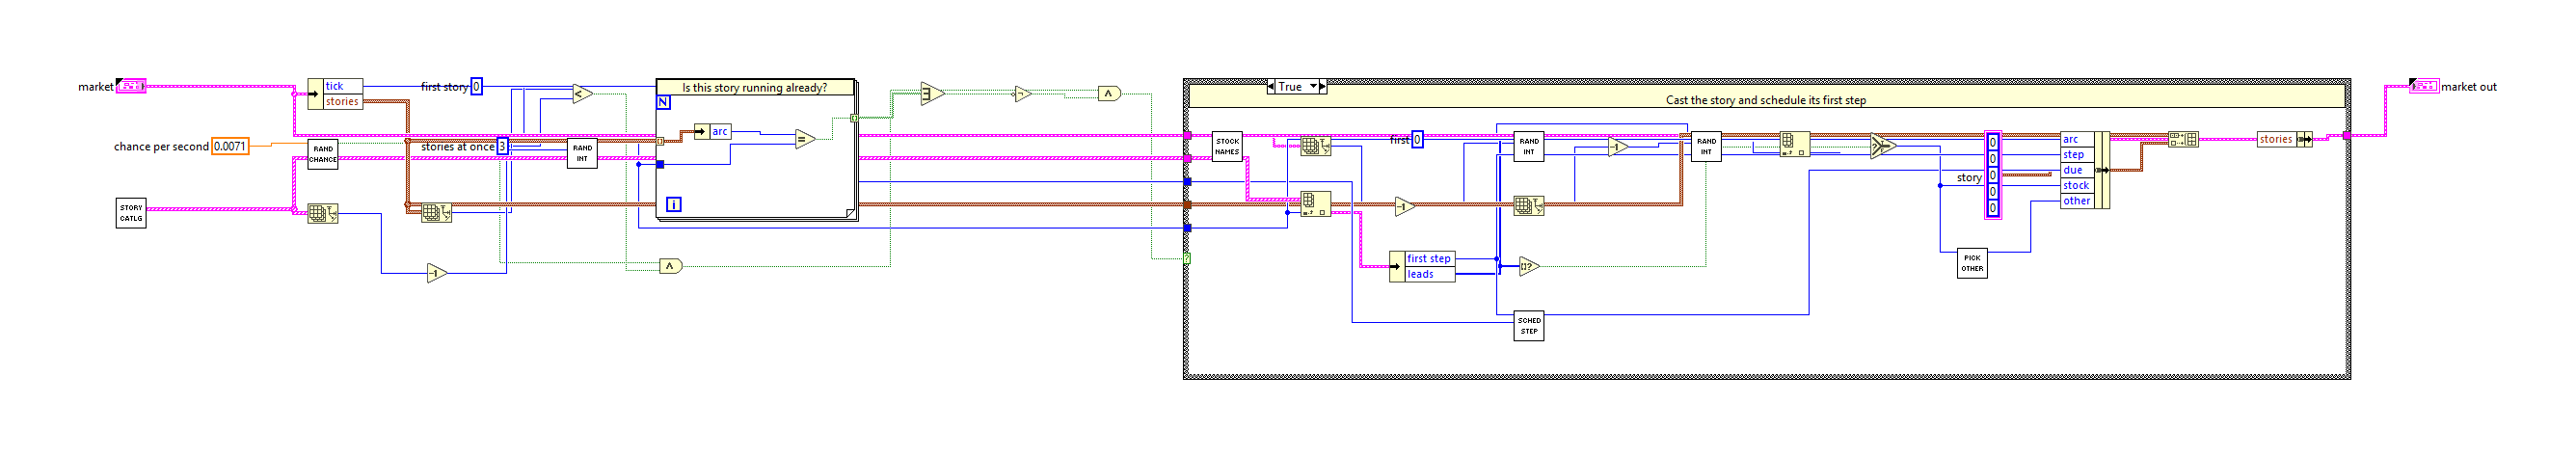 market
tick
stories
first story 0
Is this story running already?
N
True
Cast the story and schedule its first step
market out
chance per second 0.0071
RAND
CHANCE
stories at once 3
RAND
INT
arc
=
<
STOCK
NAMES
first 0
RAND
INT
-1
RAND
INT
story
0
0
0
0
0
arc
step
due
stock
other
stories
STORY
CATLG
i
-1
-1
first step
leads
PICK
OTHER
SCHED
STEP